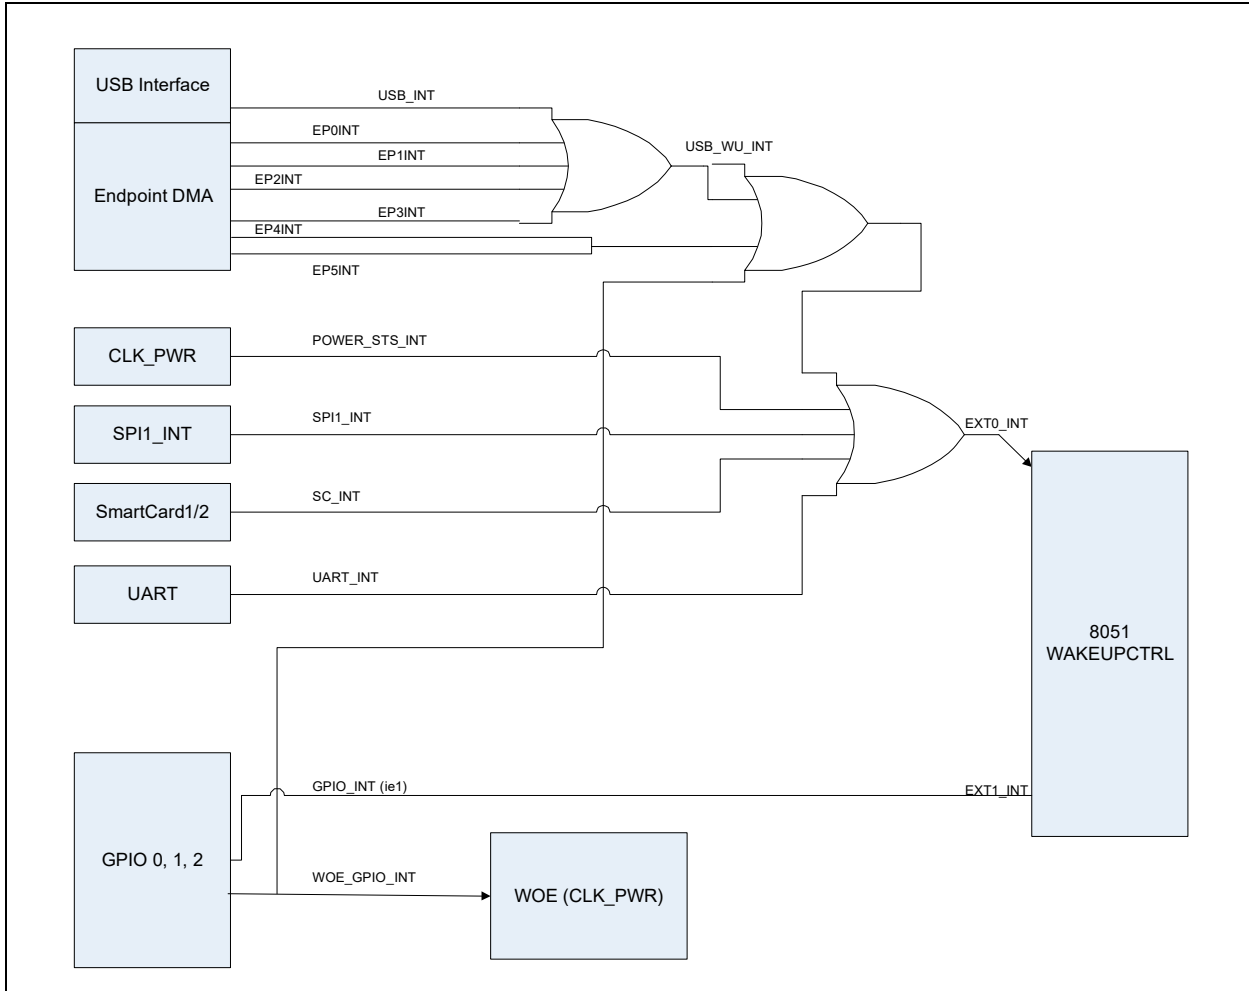 USB Interface
USB_INT
EP0INT
USB_WU_INT
EP1INT
EP2INT
Endpoint DMA
EP3INT
EP4INT
EP5INT
POWER_STS_INT
CLK_PWR
SPI1_INT
SPI1_INT
EXT0_INT
SC_INT
SmartCard1/2
UART_INT
UART
8051
WAKEUPCTRL
GPIO_INT (ie1)
EXT1_INT
GPIO 0, 1, 2
WOE_GPIO_INT
WOE (CLK_PWR)